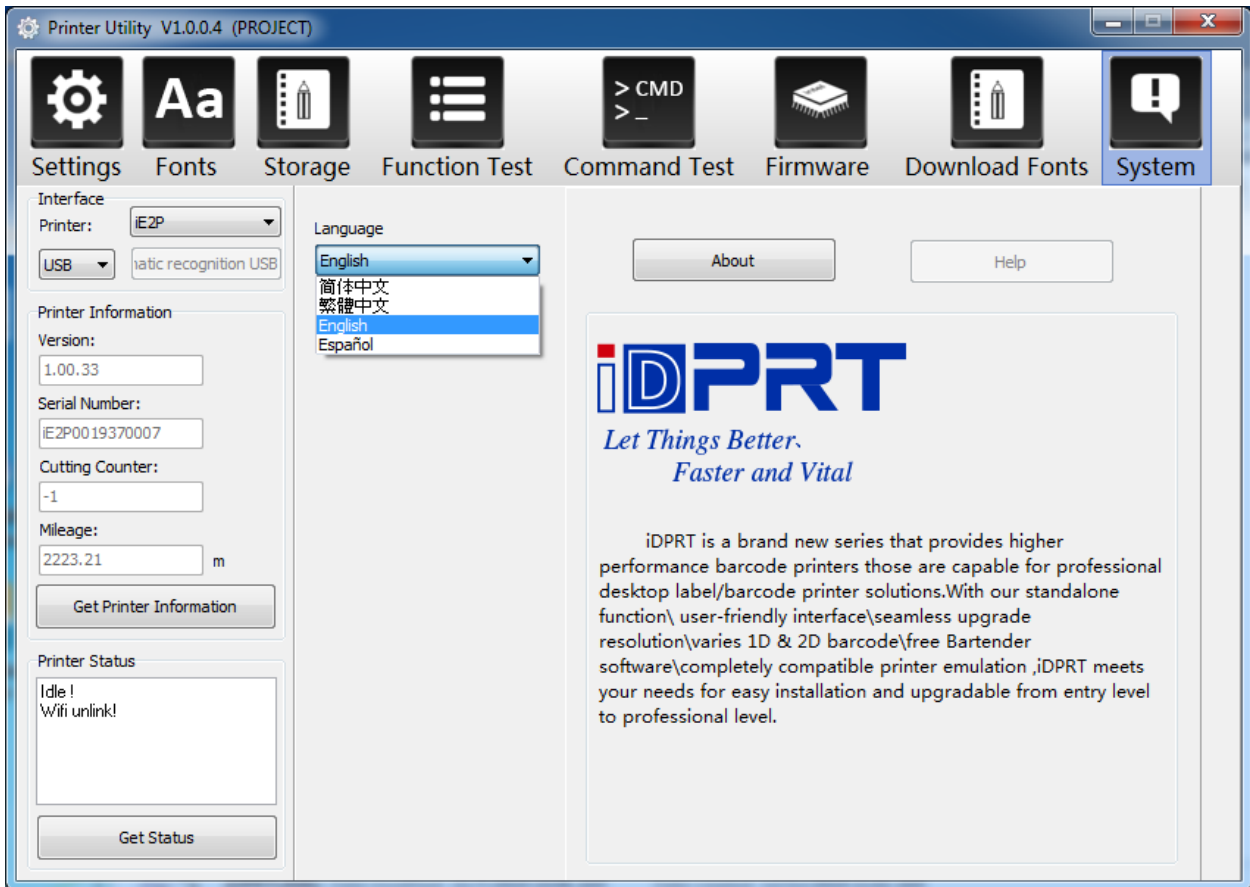 Printer Utility V1.0.0.4 (PROJECT)
> CMD
> _
Settings
Fonts
Storage
Function Test
Command Test
Firmware
Download Fonts
System
Interface
Printer:
iE2P
USB
natic recognition USB
Printer Information
Version:
1.00.33
Serial Number:
iE2P0019370007
Cutting Counter:
-1
Mileage:
2223.21
m
Get Printer Information
Printer Status
Idle !
Wifi unlink!
Get Status
Language
English
简体中文
繁體中文
English
Español
About
Help
iDPRT
Let Things Better、
Faster and Vital
iDPRT is a brand new series that provides higher
performance barcode printers those are capable for professional
desktop label/barcode printer solutions.With our standalone
function\ user-friendly interface\seamless upgrade
resolution\varies 1D & 2D barcode\free Bartender
software\completely compatible printer emulation ,iDPRT meets
your needs for easy installation and upgradable from entry level
to professional level.